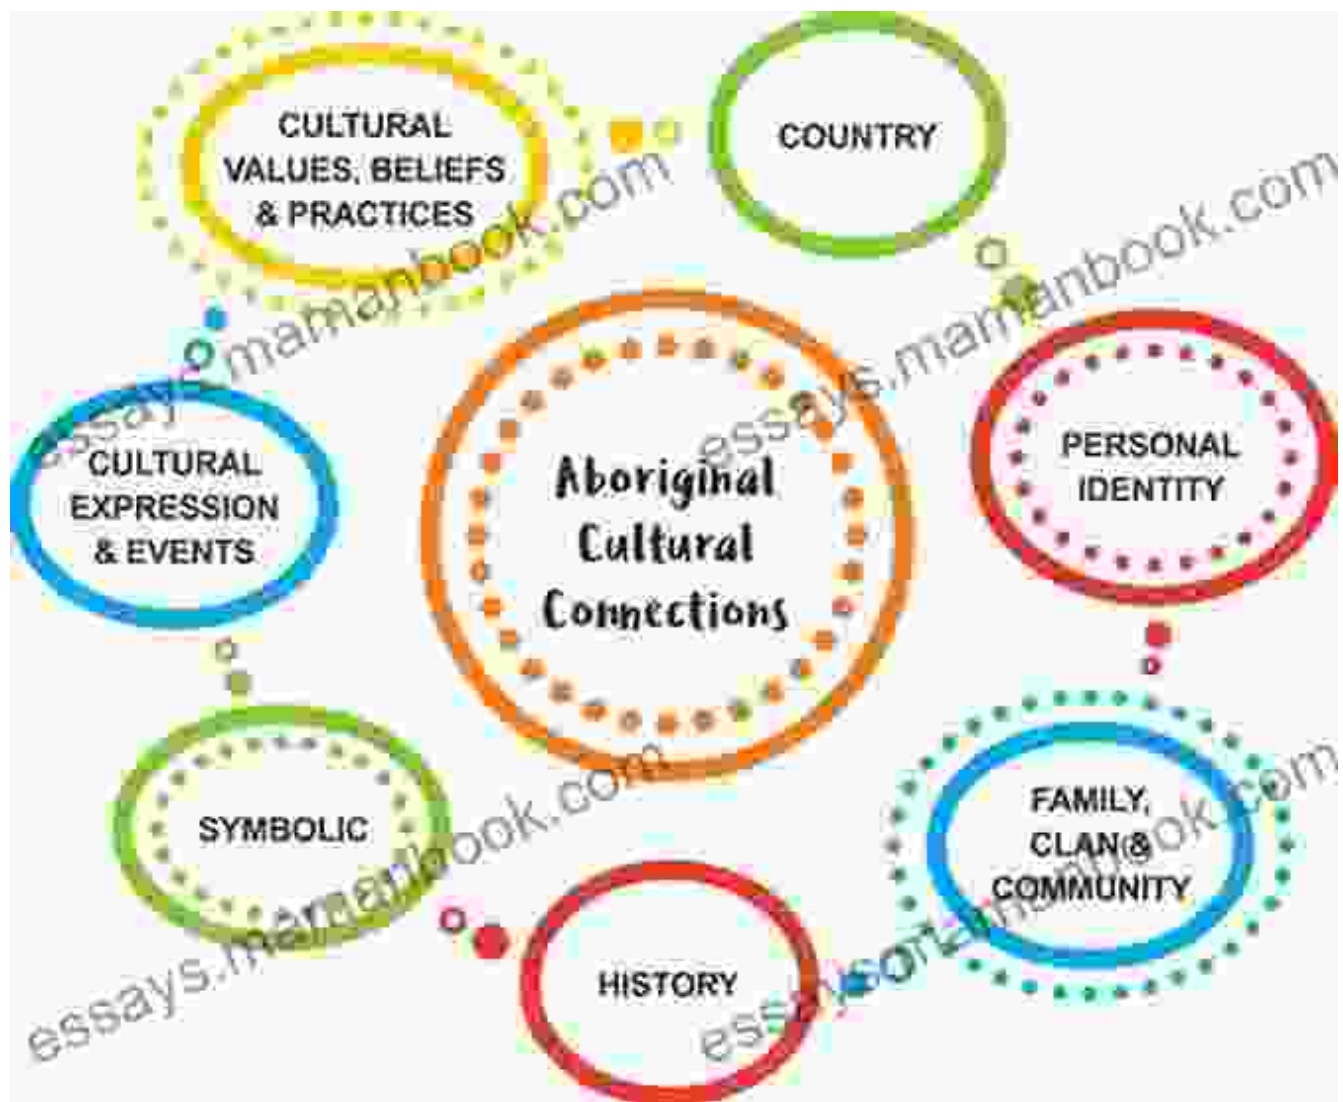 CULTURAL
VALUES, BELIEFS
& PRACTICES
COUNTRY
PERSONAL
IDENTITY
FAMILY,
CLAN &
COMMUNITY
HISTORY
SYMBOLIC
CULTURAL
EXPRESSION
& EVENTS
Aboriginal
Cultural
Connections
essays.mamanbook.com
essays.mamanbook.com
essays.mamanbook.com